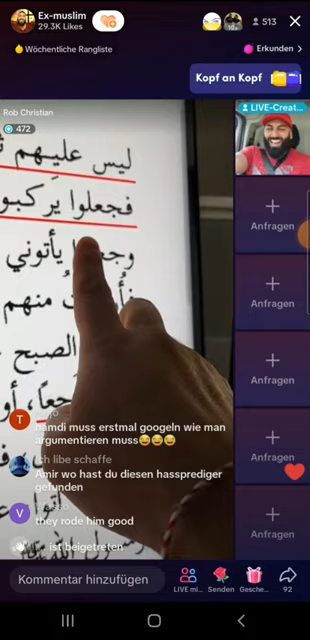 Ex-muslim
29.3K Likes
513
Wöchentliche Rangliste
Erkunden >
Kopf an Kopf
Rob Christian
472
LIVE-Creat...
ليس عليهم
فجعلوا يركبو
يأتوني
منهم
الصبح
أو
Anfragen
Anfragen
Anfragen
Anfragen
Anfragen
T
hamdi muss erstmal googeln wie man
argumentieren muss😂😂😂
Ich libe schaffe
Amir wo hast du diesen hassprediger
gefunden
V
they rode him good
ist beigetreten
Kommentar hinzufügen
LIVE mi...
Senden
Gesche...
92